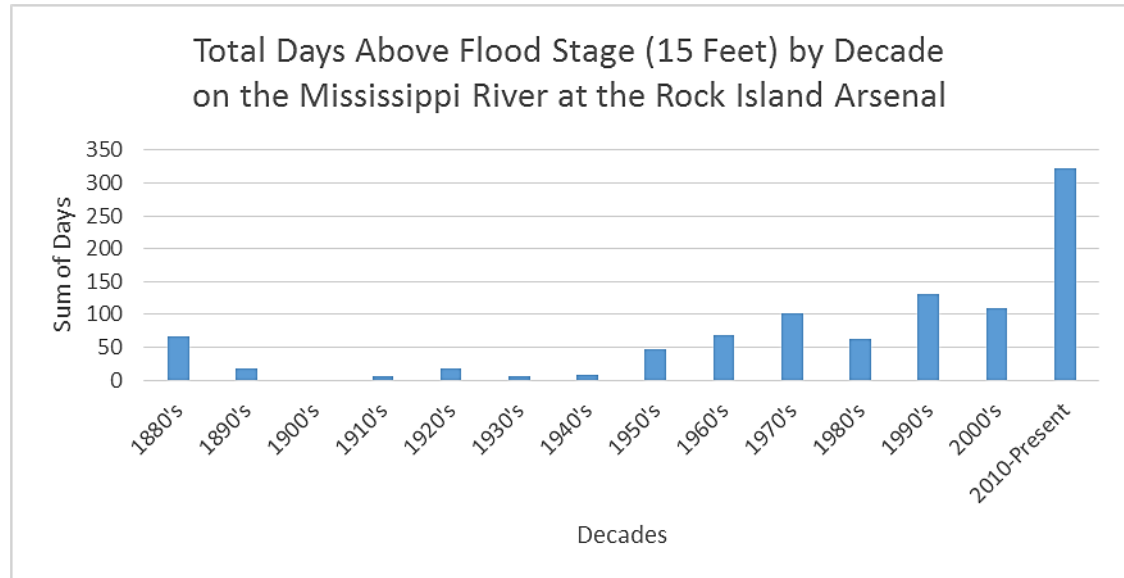 Total Days Above Flood Stage (15 Feet) by Decade
on the Mississippi River at the Rock Island Arsenal
350
300
250
200
150
100
50
0
Sum of Days
1880's
1890's
1900's
1910's
1920's
1930's
1940's
1950's
1960's
1970's
1980's
1990's
2000's
2010-Present
Decades